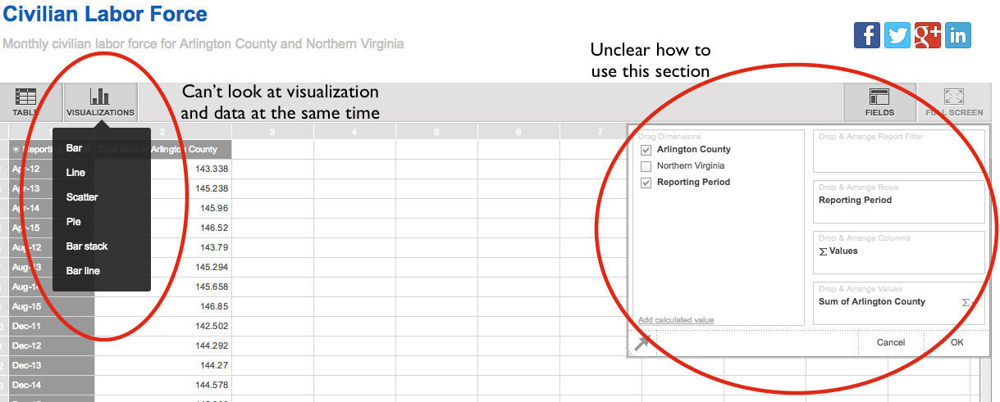 Civilian Labor Force
Monthly civilian labor force for Arlington County and Northern Virginia
Unclear how to
use this section
f g+ in
Can't look at visualization
and data at the same time
TABLE
VISUALIZATIONS
FIELDS
FULL SCREEN
2 3 4 5 6 7
Reporting Total Sum of Arlington County
Bar
Line
Scatter
Pie
Bar stack
Bar line
Apr-12 143.338
Apr-13 145.238
Apr-14 145.96
Apr-15 146.52
Aug-12 143.79
Aug-13 145.294
Aug-14 145.658
Aug-15 146.85
Dec-11 142.502
Dec-12 144.292
Dec-13 144.27
Dec-14 144.578
Drag Dimensions
Arlington County
Northern Virginia
Reporting Period
Add calculated value
Drop & Arrange Report Filter
Drop & Arrange Rows
Reporting Period
Drop & Arrange Columns
Σ Values
Drop & Arrange Values
Sum of Arlington County Σ
Cancel OK